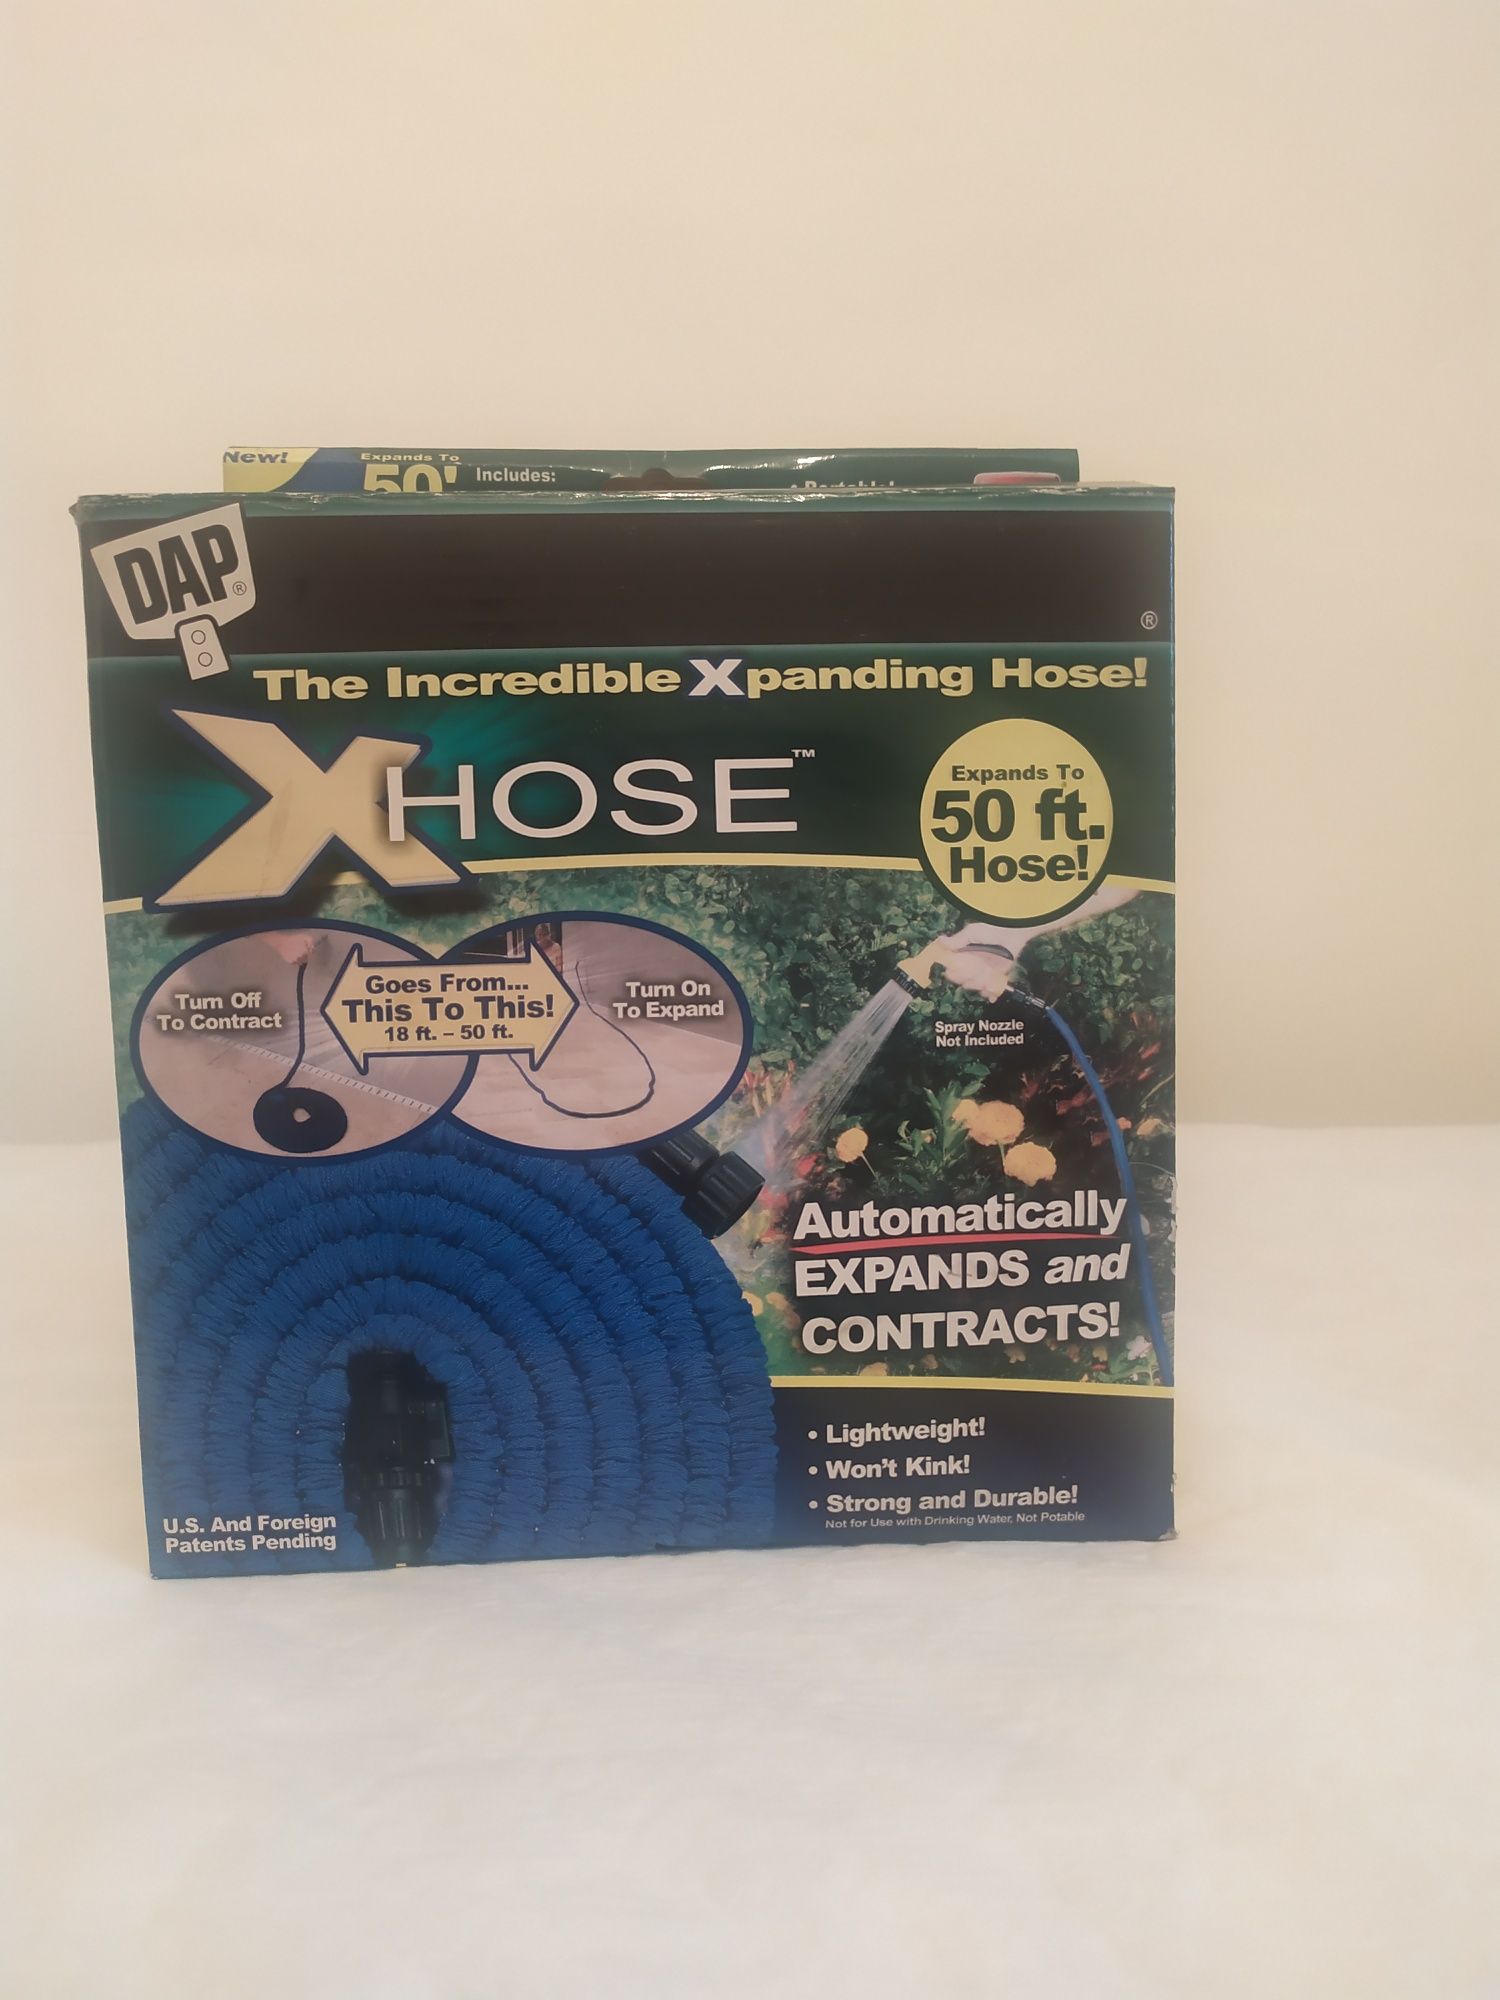 New!
Expands To
50'
Includes:
DAP®
®
The Incredible Xpanding Hose!
XHOSE™
Expands To
50 ft.
Hose!
Turn Off
To Contract
Goes From...
This To This!
18 ft. – 50 ft.
Turn On
To Expand
Spray Nozzle
Not Included
Automatically
EXPANDS and
CONTRACTS!
• Lightweight!
• Won't Kink!
• Strong and Durable!
Not for Use with Drinking Water, Not Potable
U.S. And Foreign
Patents Pending